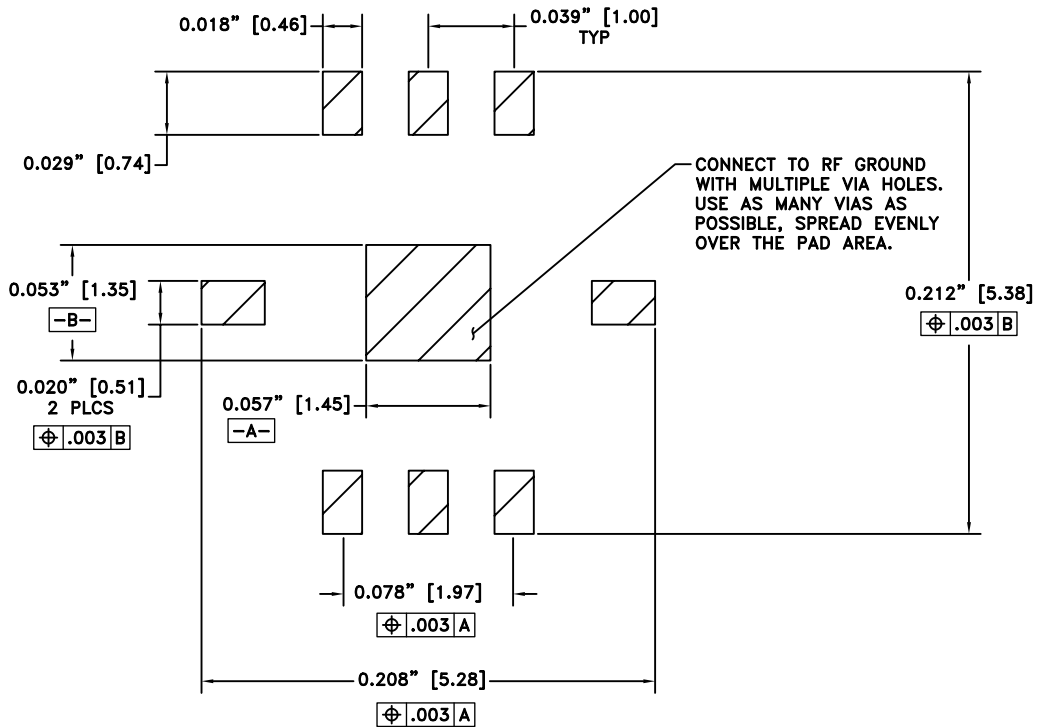 0.018" [0.46]
0.039" [1.00]
TYP
0.029" [0.74]
CONNECT TO RF GROUND
WITH MULTIPLE VIA HOLES.
USE AS MANY VIAS AS
POSSIBLE, SPREAD EVENLY
OVER THE PAD AREA.
0.053" [1.35]
-B-
0.212" [5.38]
⌖ .003 B
0.020" [0.51]
2 PLCS
⌖ .003 B
0.057" [1.45]
-A-
0.078" [1.97]
⌖ .003 A
0.208" [5.28]
⌖ .003 A